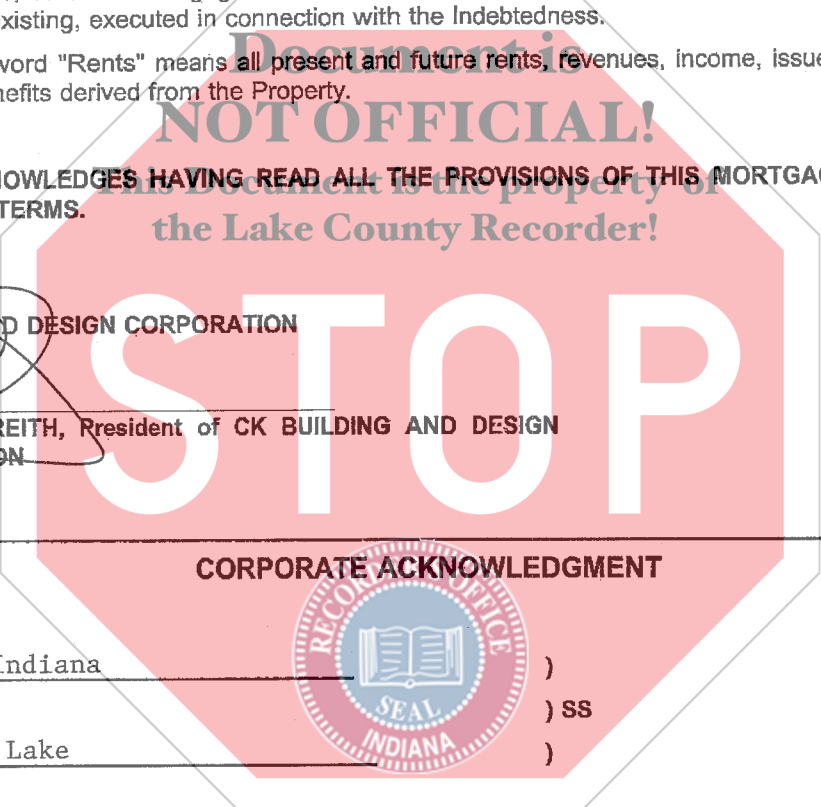 existing, executed in connection with the Indebtedness.
Document is
word "Rents" means all present and future rents, revenues, income, issue
nefits derived from the Property.
NOT OFFICIAL!
NOWLEDGES HAVING READ ALL THE PROVISIONS OF THIS MORTGAG
This Document is the property of
TERMS.
the Lake County Recorder!
STOP
D DESIGN CORPORATION
REITH, President of CK BUILDING AND DESIGN
ON
CORPORATE ACKNOWLEDGMENT
RECORDER'S OFFICE
SEAL
INDIANA
Indiana )
) SS
Lake )